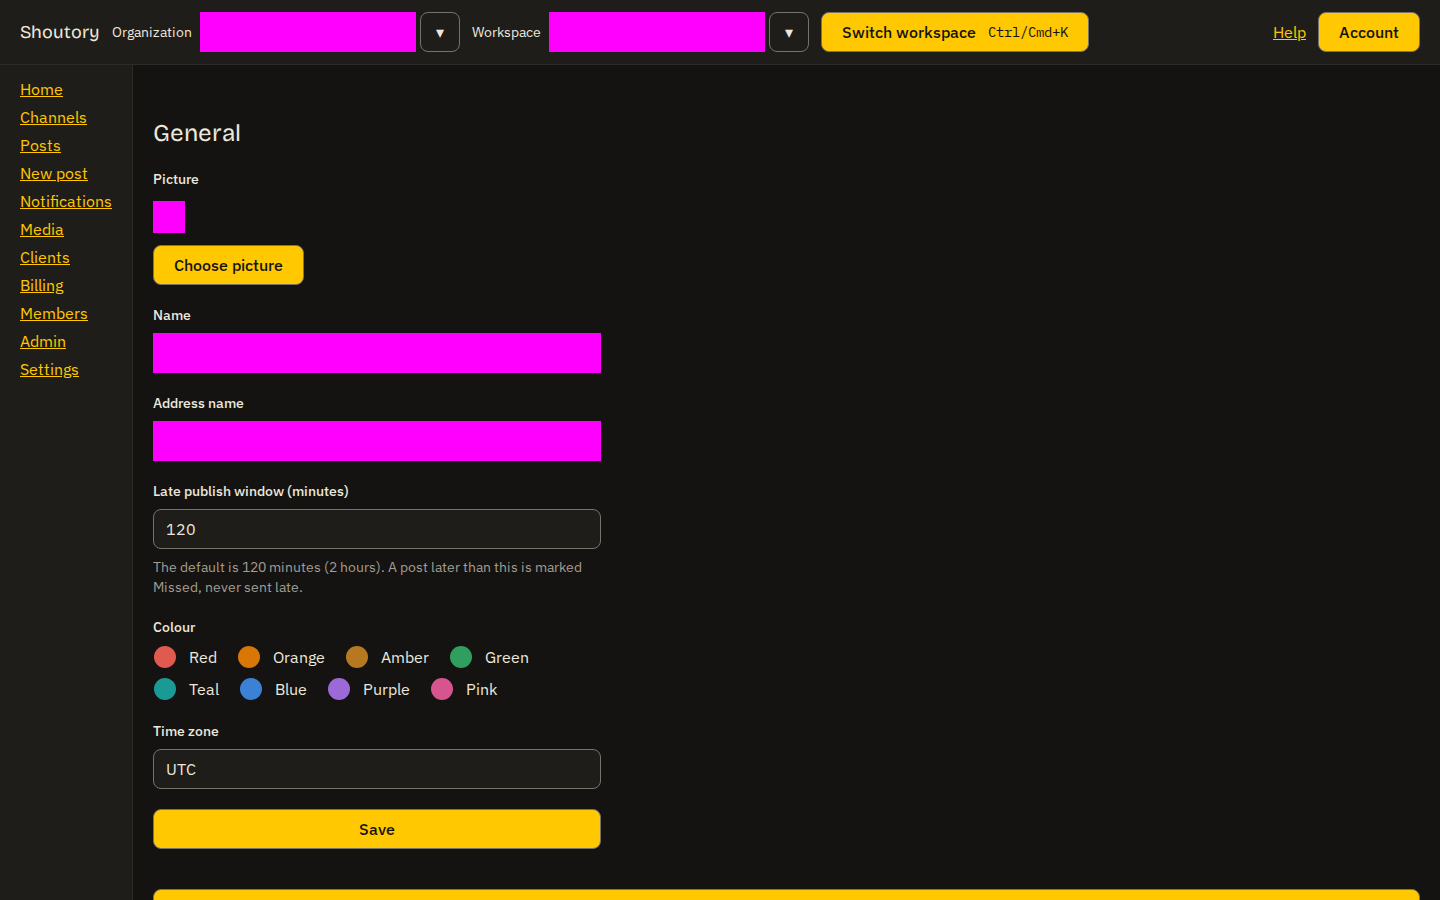 Shoutory Organization ▼ Workspace ▼ Switch workspace Ctrl/Cmd+K Help Account
Home
Channels
Posts
New post
Notifications
Media
Clients
Billing
Members
Admin
Settings
General
Picture
Choose picture
Name
Address name
Late publish window (minutes)
120
The default is 120 minutes (2 hours). A post later than this is marked
Missed, never sent late.
Colour
Red Orange Amber Green
Teal Blue Purple Pink
Time zone
UTC
Save